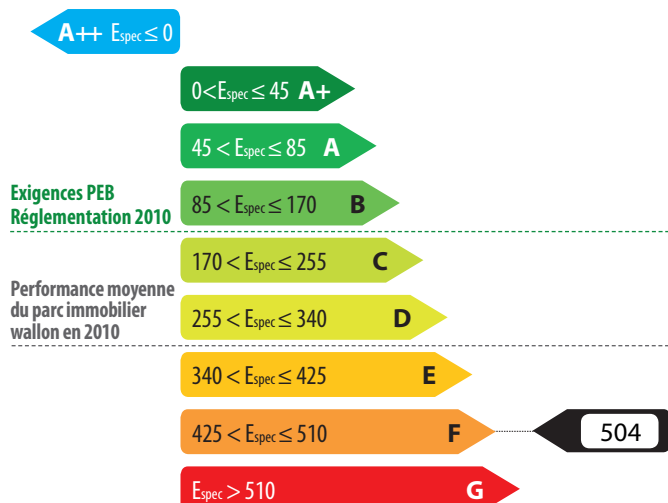 A++ Espec ≤ 0
0<Espec ≤ 45 A+
45 < Espec ≤ 85 A
Exigences PEB
Réglementation 2010
85 < Espec ≤ 170 B
170 < Espec ≤ 255 C
Performance moyenne
du parc immobilier
wallon en 2010
255 < Espec ≤ 340 D
340 < Espec ≤ 425 E
425 < Espec ≤ 510 F
504
Espec > 510 G